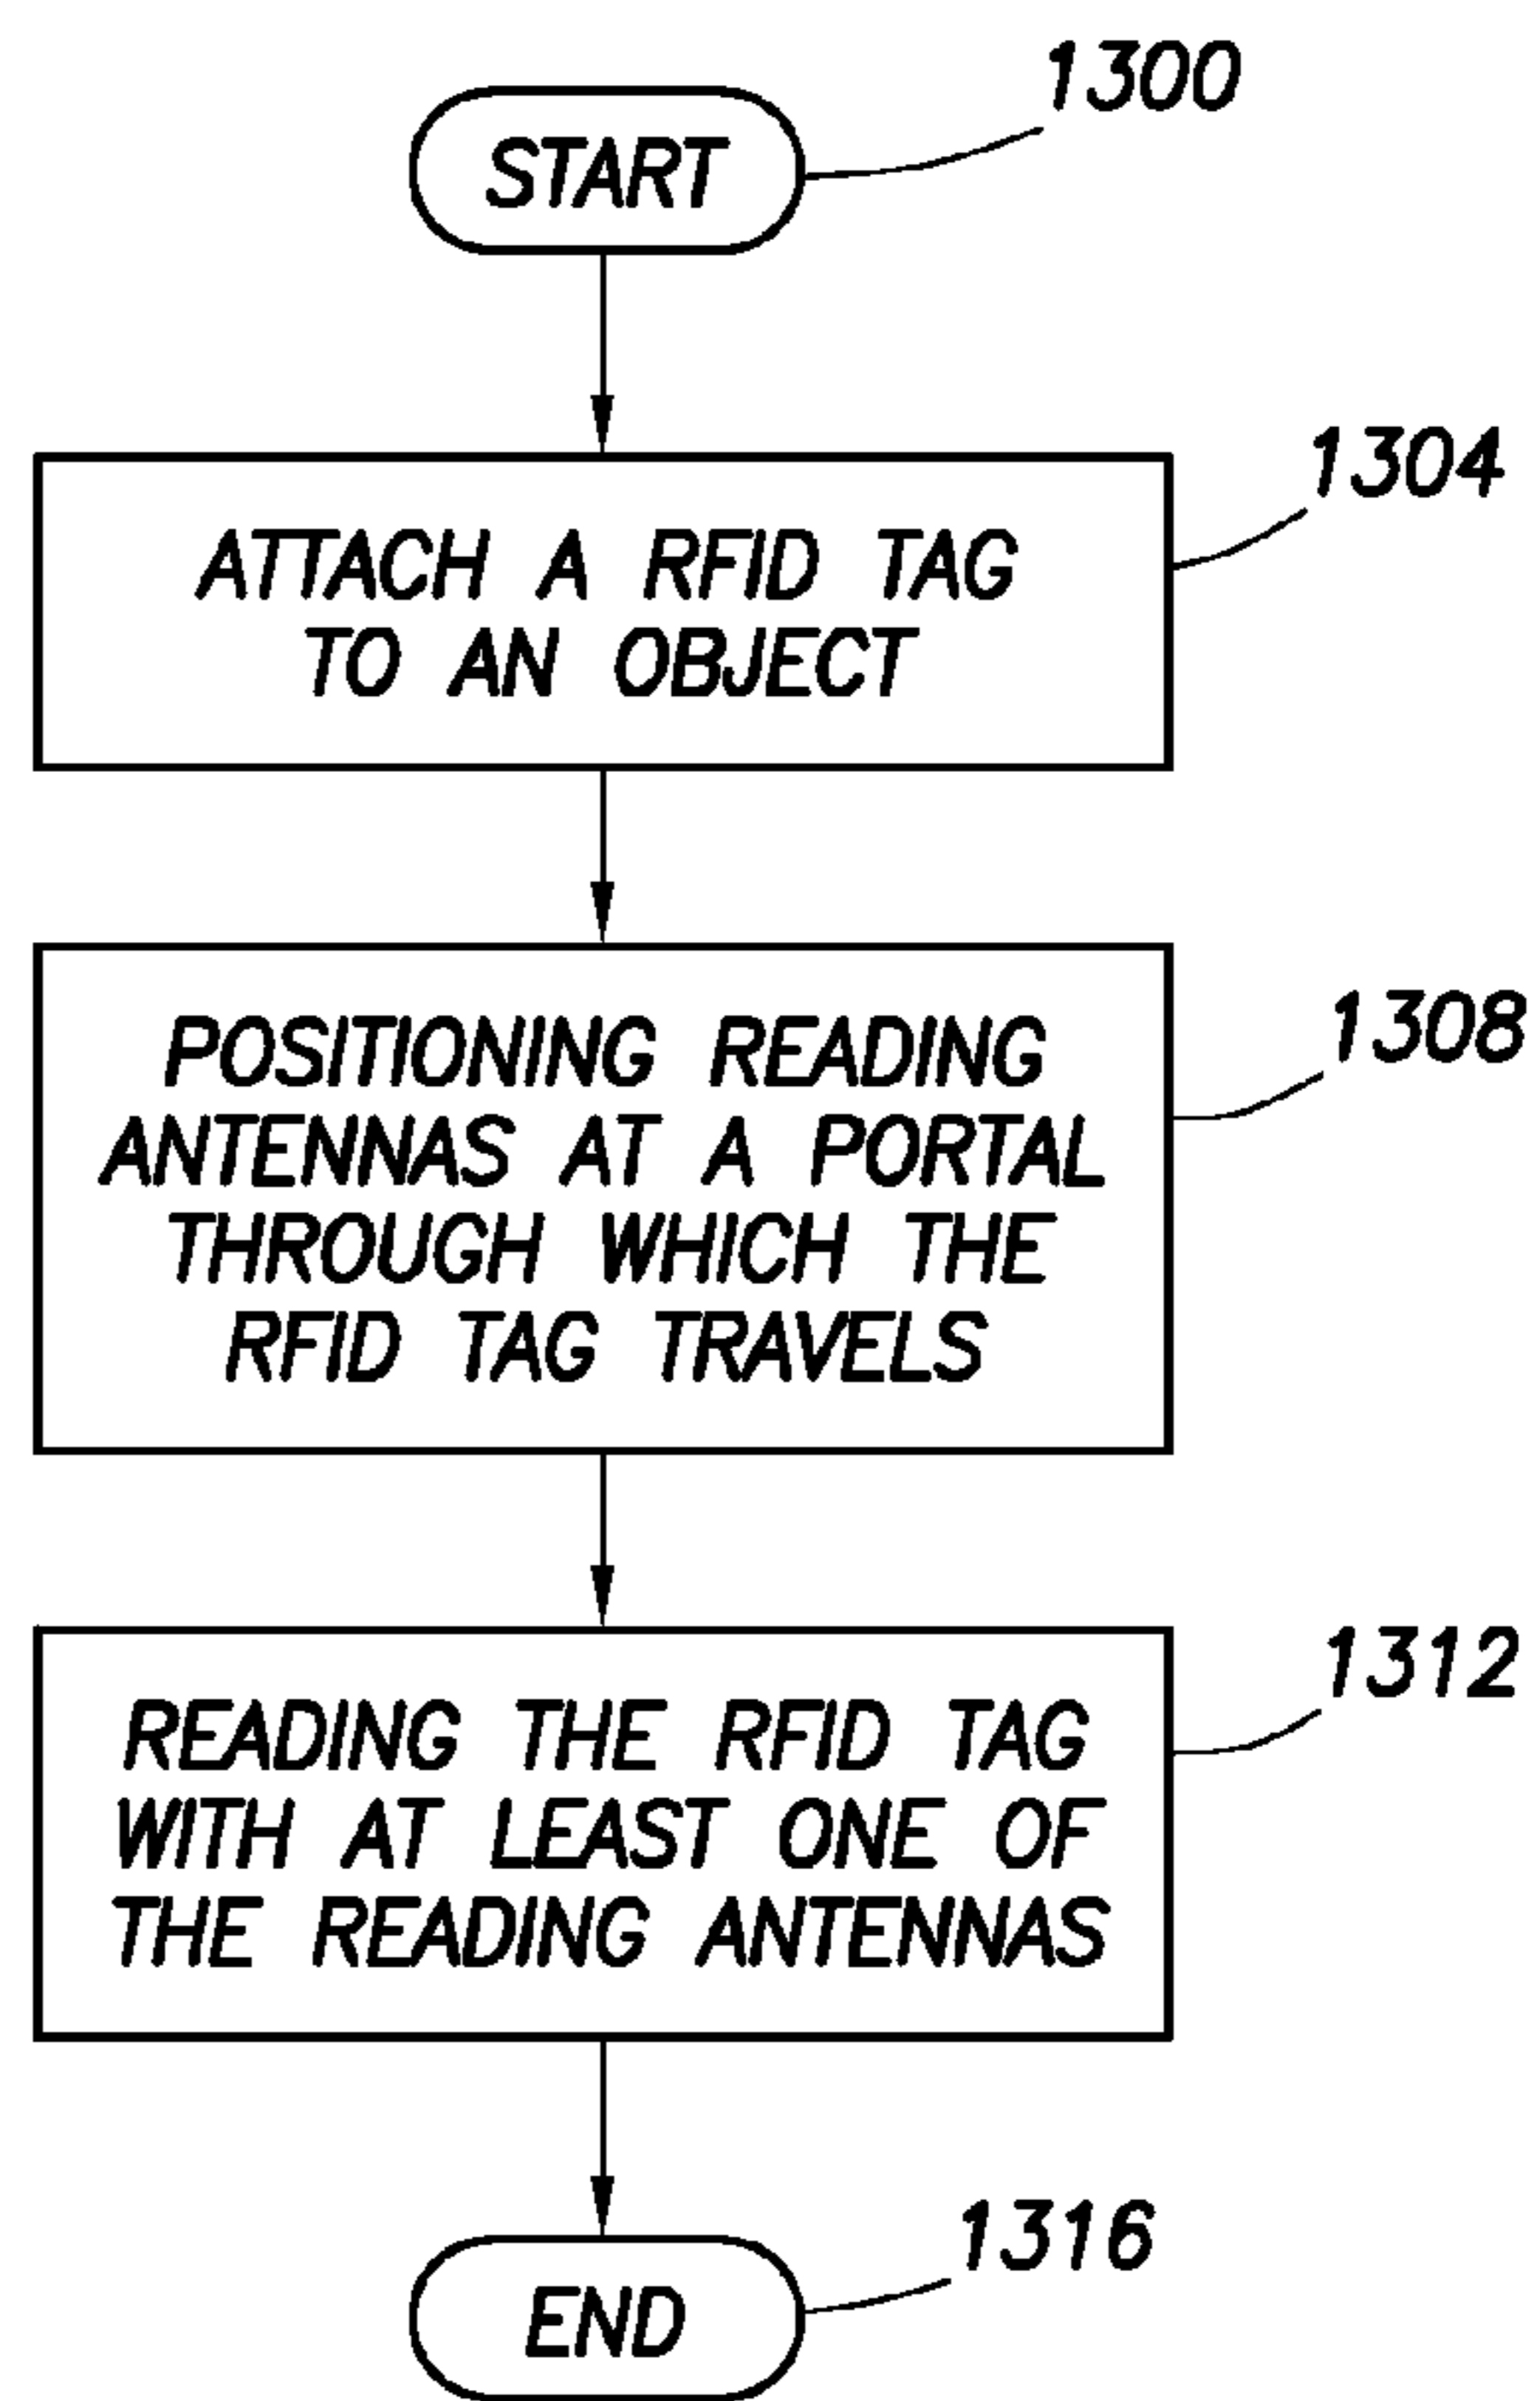 1300
START
1304
ATTACH A RFID TAG
TO AN OBJECT
1308
POSITIONING READING
ANTENNAS AT A PORTAL
THROUGH WHICH THE
RFID TAG TRAVELS
1312
READING THE RFID TAG
WITH AT LEAST ONE OF
THE READING ANTENNAS
1316
END